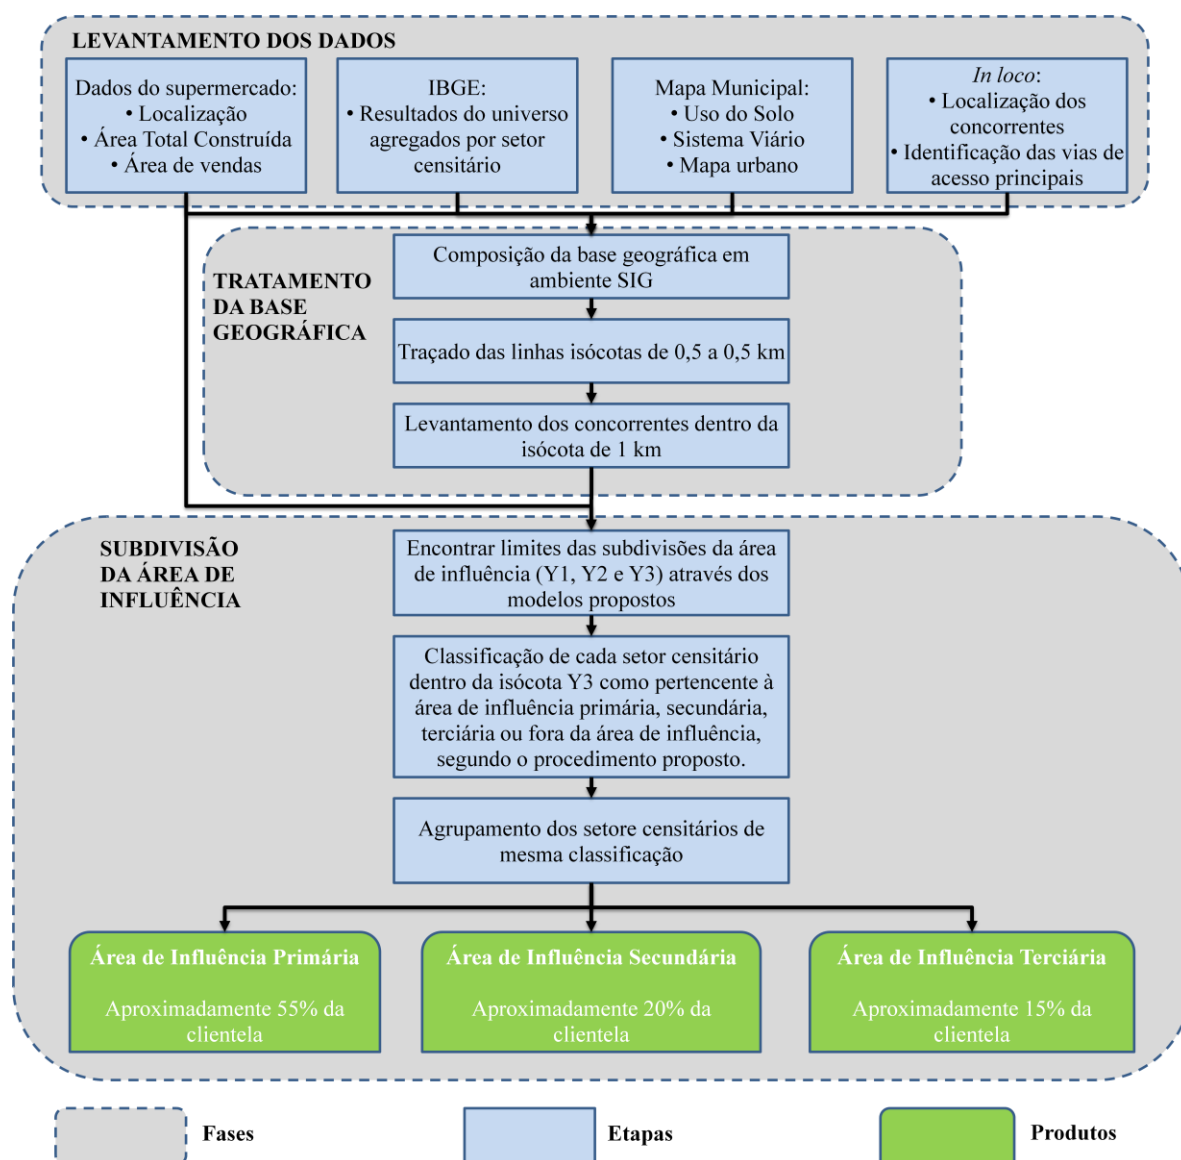 LEVANTAMENTO DOS DADOS
Dados do supermercado:
• Localização
• Área Total Construída
• Área de vendas
IBGE:
• Resultados do universo
agregados por setor
censitário
Mapa Municipal:
• Uso do Solo
• Sistema Viário
• Mapa urbano
In loco:
• Localização dos
concorrentes
• Identificação das vias de
acesso principais
TRATAMENTO
DA BASE
GEOGRÁFICA
Composição da base geográfica em
ambiente SIG
Traçado das linhas isócotas de 0,5 a 0,5 km
Levantamento dos concorrentes dentro da
isócota de 1 km
SUBDIVISÃO
DA ÁREA DE
INFLUÊNCIA
Encontrar limites das subdivisões da área
de influência (Y1, Y2 e Y3) através dos
modelos propostos
Classificação de cada setor censitário
dentro da isócota Y3 como pertencente à
área de influência primária, secundária,
terciária ou fora da área de influência,
segundo o procedimento proposto.
Agrupamento dos setore censitários de
mesma classificação
Área de Influência Primária
Aproximadamente 55% da
clientela
Área de Influência Secundária
Aproximadamente 20% da
clientela
Área de Influência Terciária
Aproximadamente 15% da
clientela
Fases
Etapas
Produtos